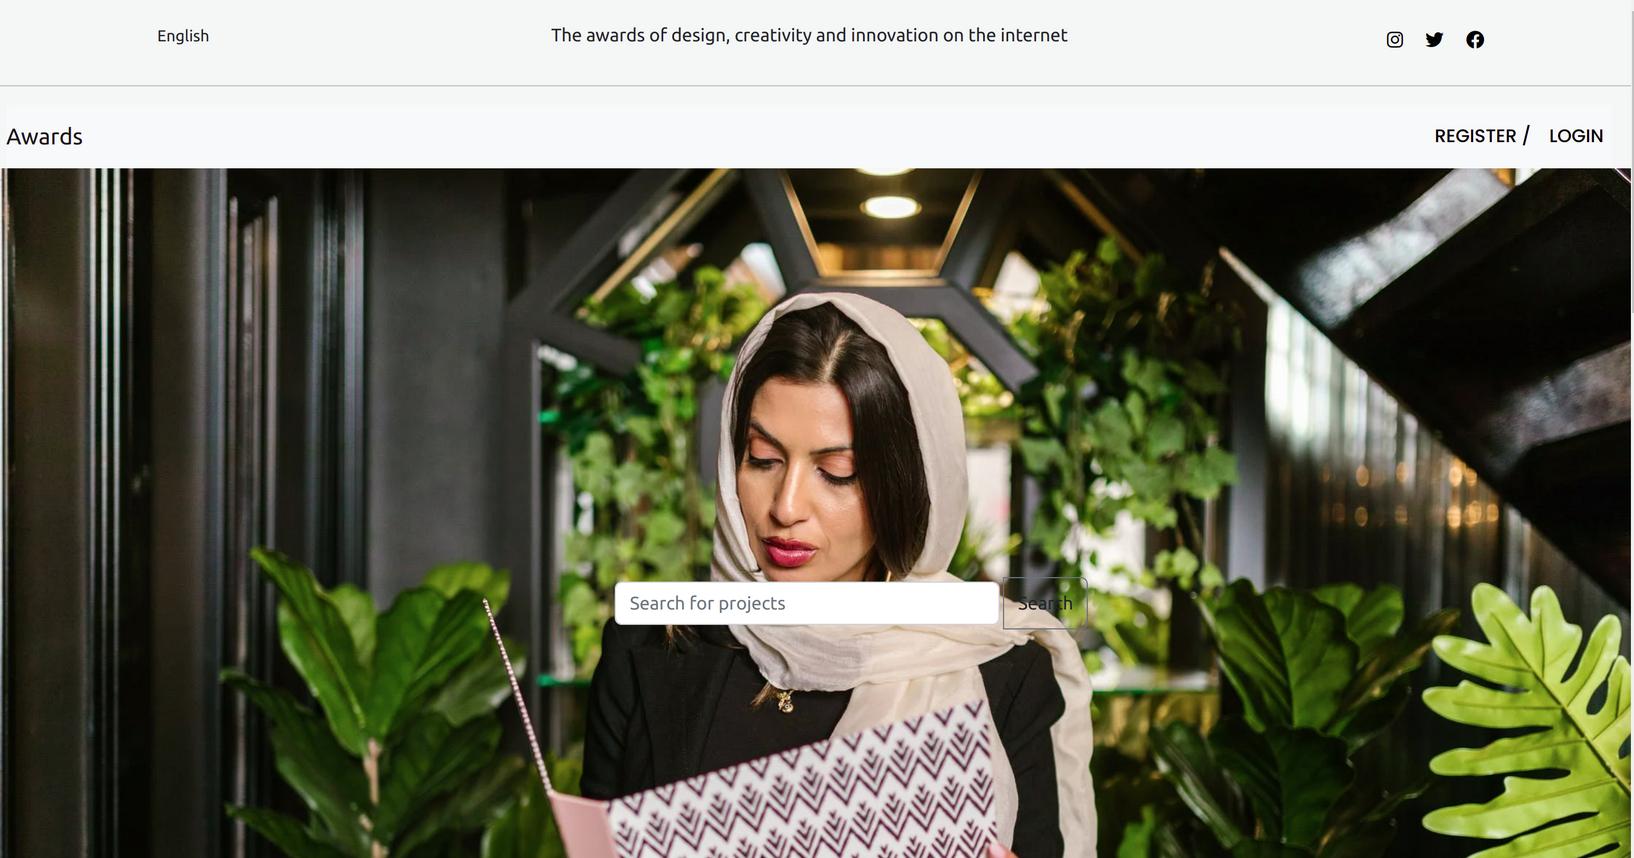 English
The awards of design, creativity and innovation on the internet
Awards
REGISTER /
LOGIN
Search for projects
Search